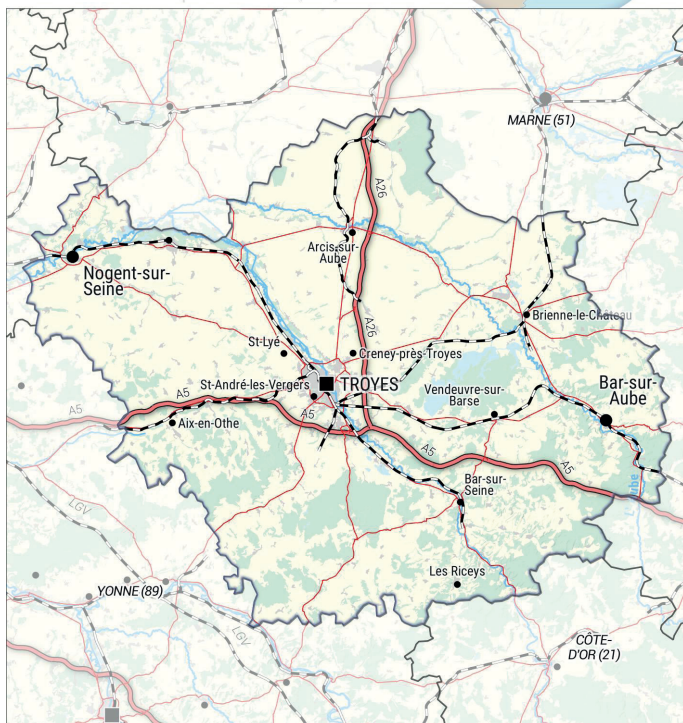 MARNE (51)
A26
Arcis-sur-
Aube
Nogent-sur-
Seine
A26
Brienne-le-Chateau
St-Lyé
Creney-près-Troyes
St-André-les-Vergers
TROYES
Vendeuvre-sur-
Barse
Bar-sur-
Aube
A5
A5
A5
Aix-en-Othe
A5
Bar-sur-
Seine
LGV
Les Riceys
YONNE (89)
LGV
CÔTE-
D'OR (21)